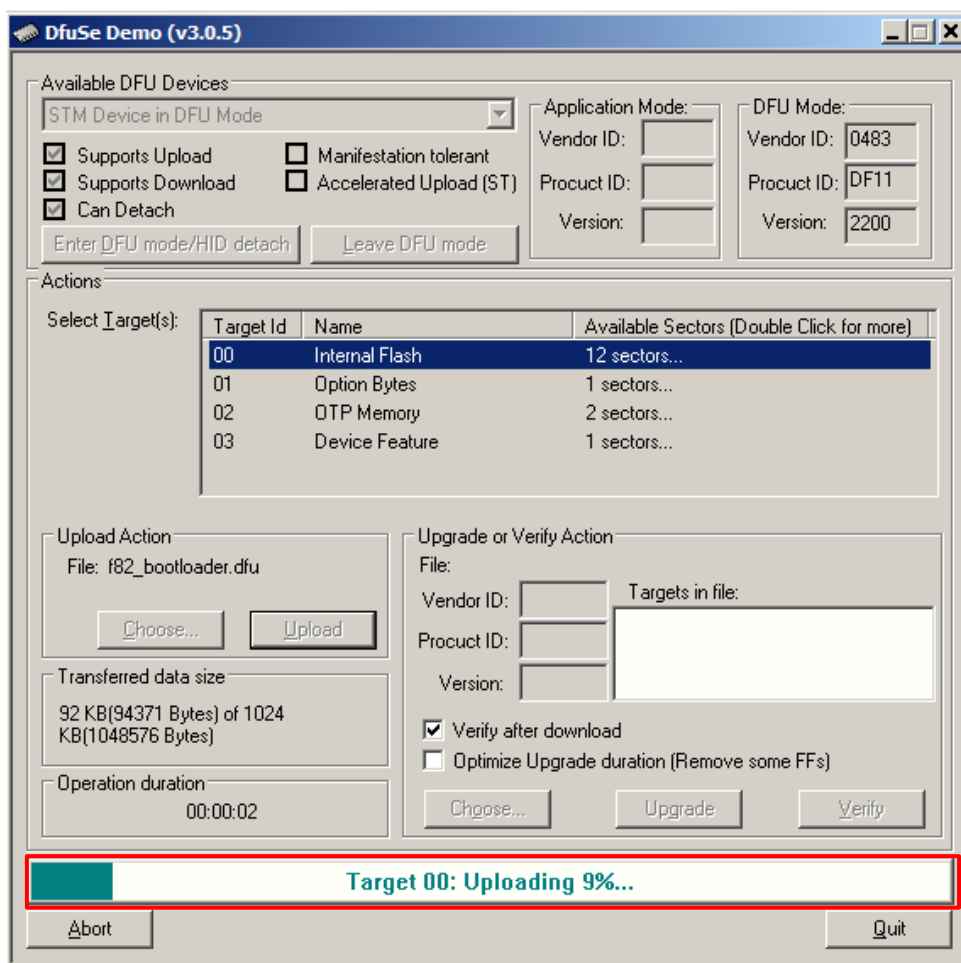 DfuSe Demo (v3.0.5)
Available DFU Devices
STM Device in DFU Mode
Supports Upload
Manifestation tolerant
Supports Download
Accelerated Upload (ST)
Can Detach
Enter DFU mode/HID detach
Leave DFU mode
Application Mode:
Vendor ID:
Procuct ID:
Version:
DFU Mode:
Vendor ID: 0483
Procuct ID: DF11
Version: 2200
Actions
Select Target(s):
Target Id Name Available Sectors (Double Click for more)
00 Internal Flash 12 sectors...
01 Option Bytes 1 sectors...
02 OTP Memory 2 sectors...
03 Device Feature 1 sectors...
Upload Action
File: f82_bootloader.dfu
Choose... Upload
Transferred data size
92 KB(94371 Bytes) of 1024
KB(1048576 Bytes)
Operation duration
00:00:02
Upgrade or Verify Action
File:
Vendor ID:
Procuct ID:
Version:
Targets in file:
Verify after download
Optimize Upgrade duration (Remove some FFs)
Choose... Upgrade Verify
Target 00: Uploading 9%...
Abort Quit